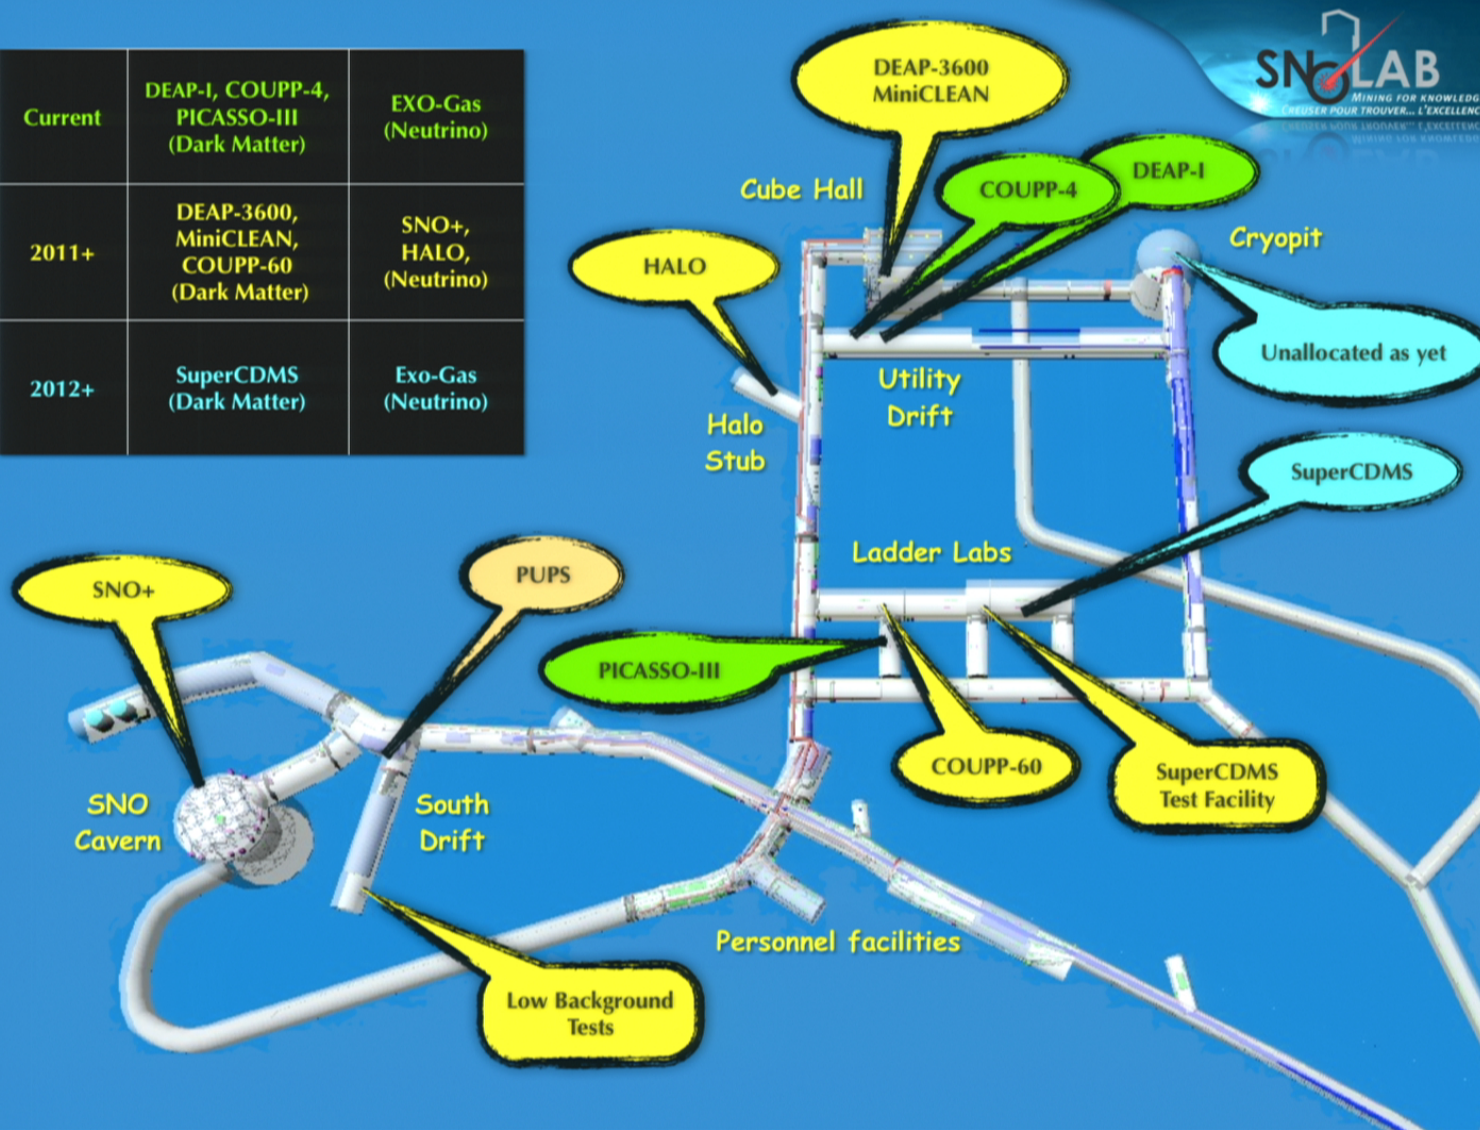 SNOLAB
MINING FOR KNOWLEDG
CREUSER POUR TROUVER... L'EXCELLENC
Current
DEAP-I, COUPP-4,
PICASSO-III
(Dark Matter)
EXO-Gas
(Neutrino)
2011+
DEAP-3600,
MiniCLEAN,
COUPP-60
(Dark Matter)
SNO+,
HALO,
(Neutrino)
2012+
SuperCDMS
(Dark Matter)
Exo-Gas
(Neutrino)
DEAP-3600
MiniCLEAN
COUPP-4
DEAP-I
Cube Hall
Cryopit
HALO
Unallocated as yet
Utility
Drift
Halo
Stub
SuperCDMS
Ladder Labs
SNO+
PUPS
PICASSO-III
COUPP-60
SuperCDMS
Test Facility
SNO
Cavern
South
Drift
Personnel facilities
Low Background
Tests